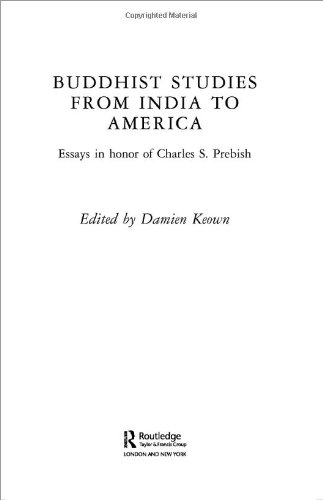 Copyrighted Material
BUDDHIST STUDIES
FROM INDIA TO
AMERICA
Essays in honor of Charles S. Prebish
Edited by Damien Keown
Routledge
Taylor & Francis Group
LONDON AND NEW YORK